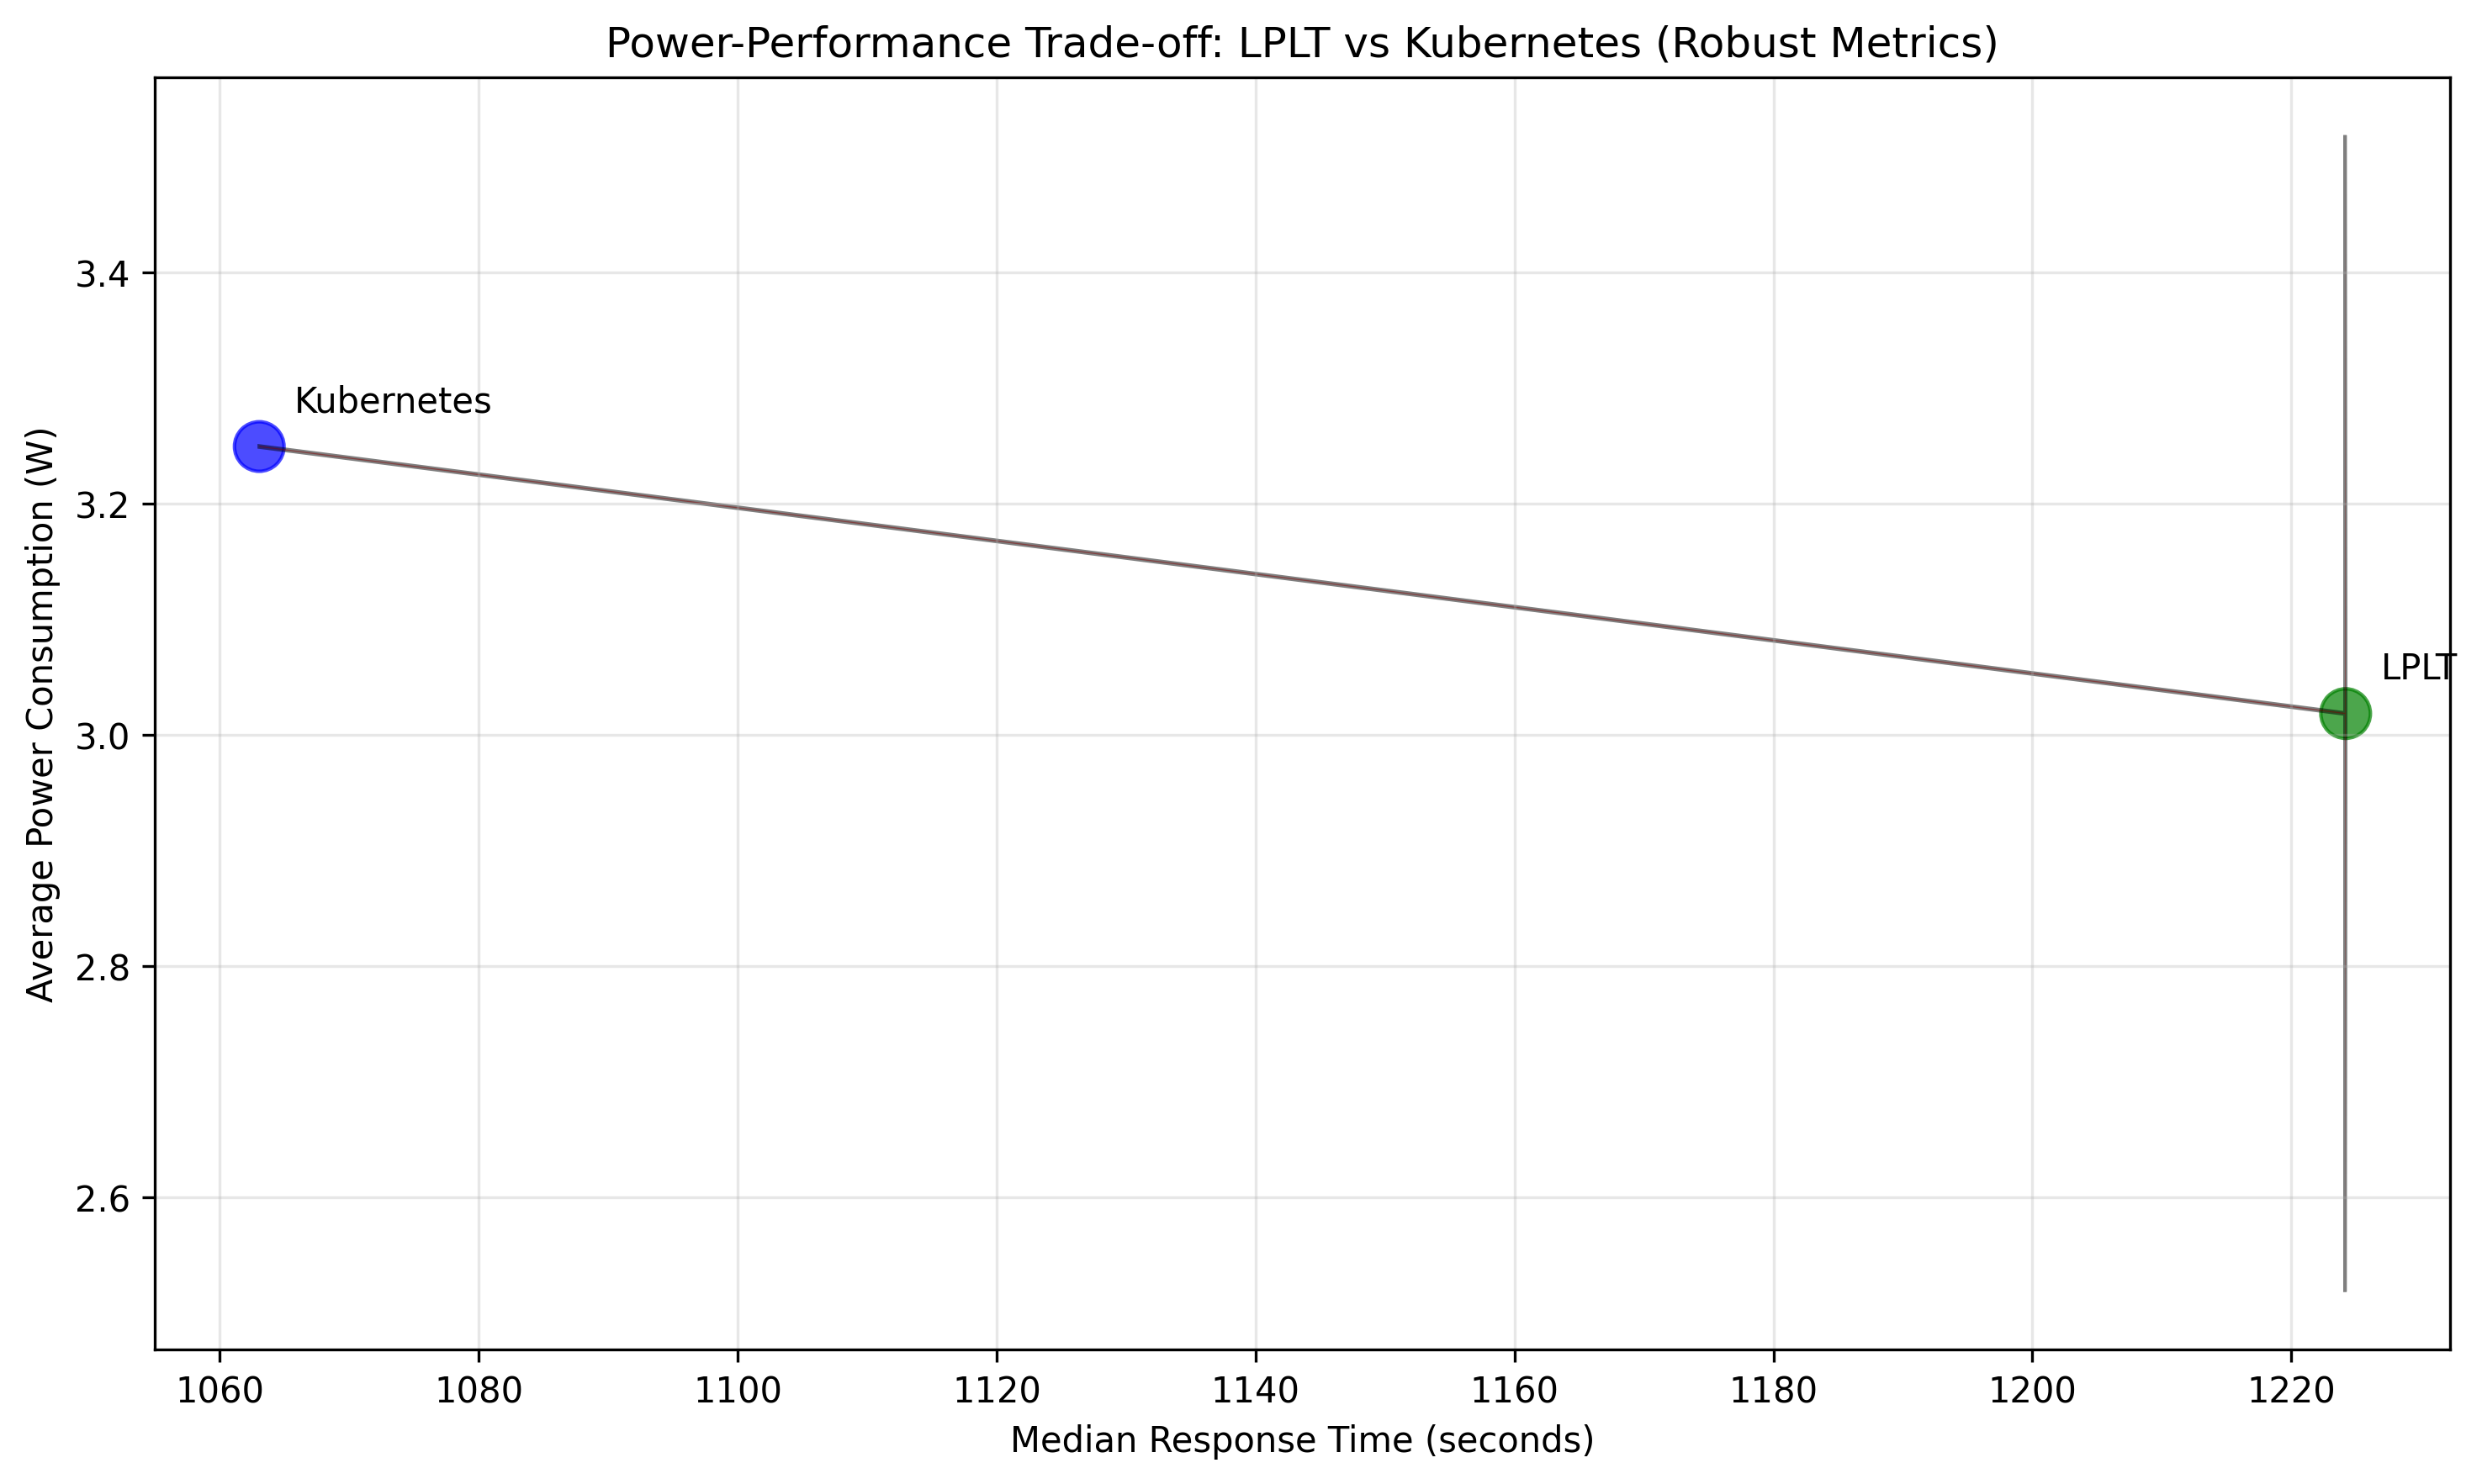 Power-Performance Trade-off: LPLT vs Kubernetes (Robust Metrics)
Average Power Consumption (W)
3.4
3.2
3.0
2.8
2.6
Kubernetes
LPLT
1060 1080 1100 1120 1140 1160 1180 1200 1220
Median Response Time (seconds)